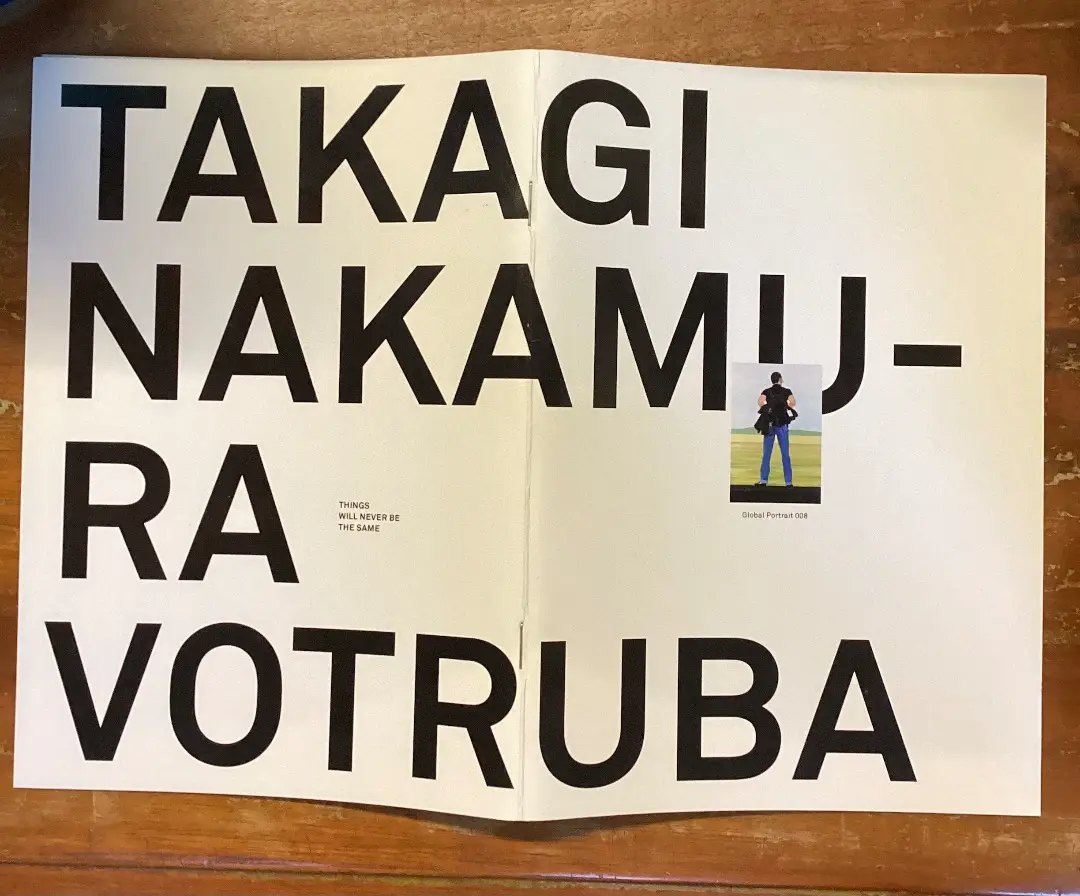 TAKAGI
NAKAMU-
RA
THINGS
WILL NEVER BE
THE SAME
Global Portrait 008
VOTRUBA